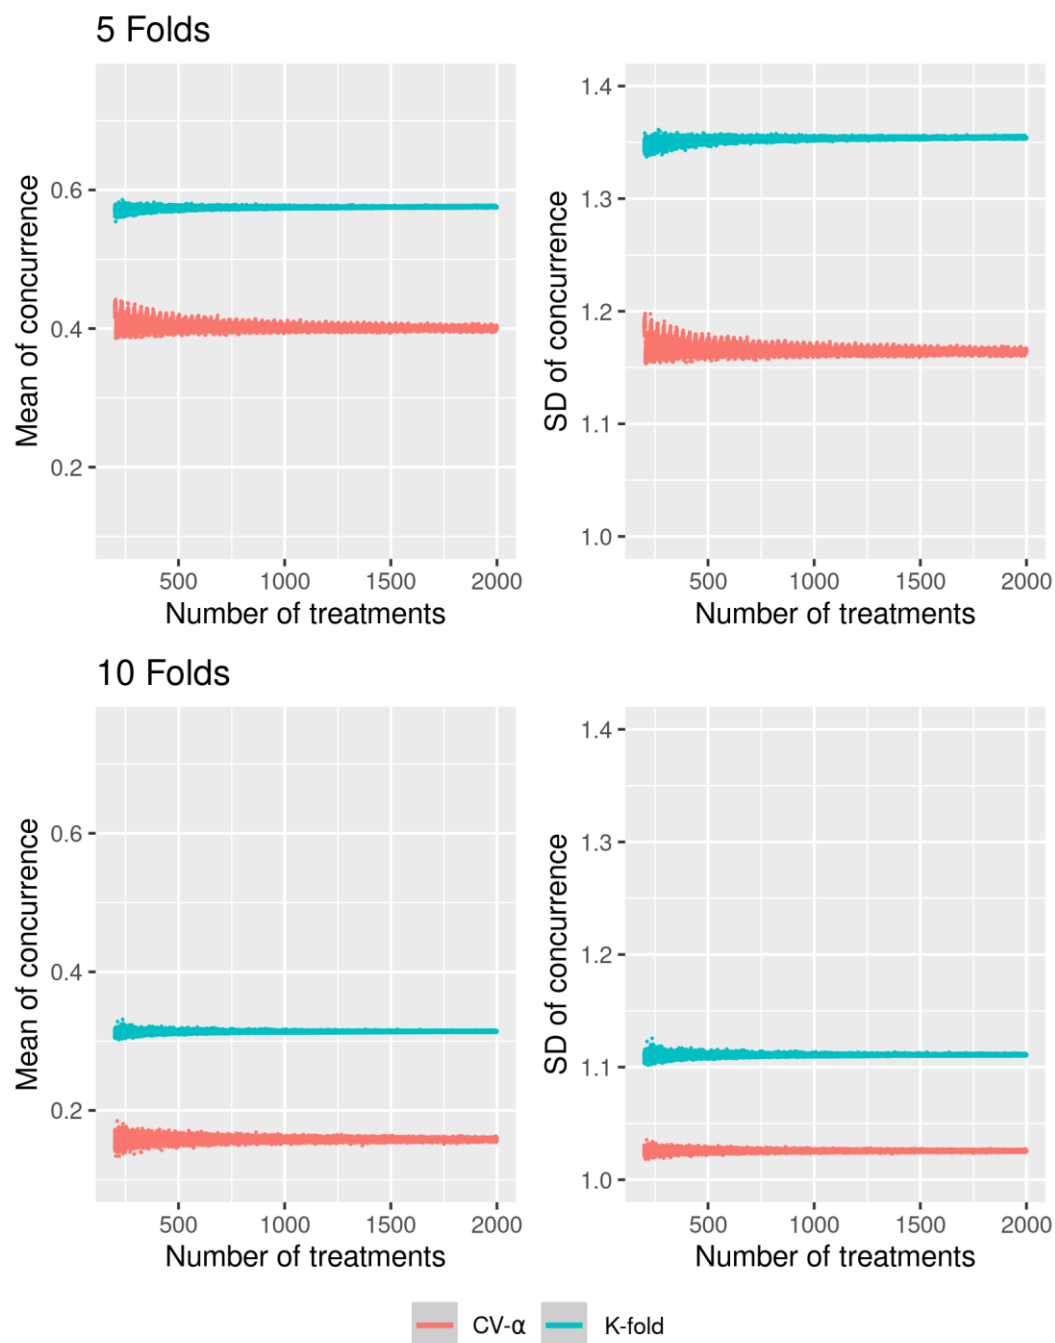 5 Folds
Mean of concurrence
0.6
0.4
0.2
500 1000 1500 2000
Number of treatments
SD of concurrence
1.4
1.3
1.2
1.1
1.0
500 1000 1500 2000
Number of treatments
10 Folds
Mean of concurrence
0.6
0.4
0.2
500 1000 1500 2000
Number of treatments
SD of concurrence
1.4
1.3
1.2
1.1
1.0
500 1000 1500 2000
Number of treatments
CV-α K-fold